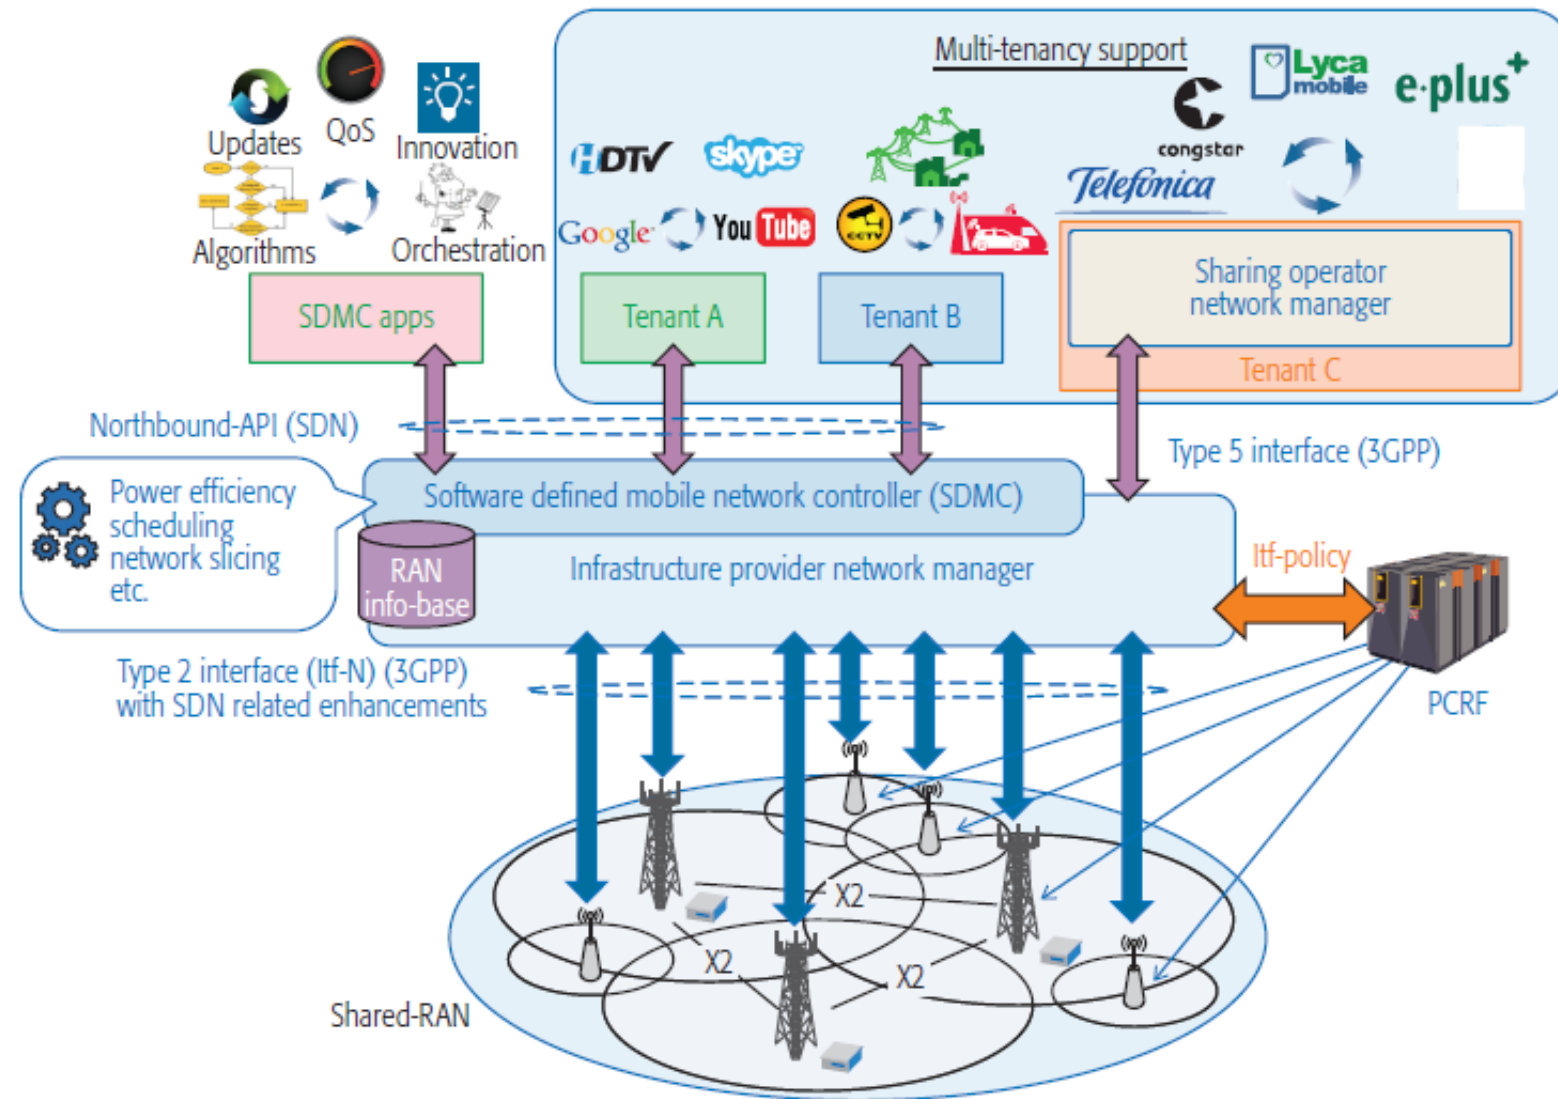 Multi-tenancy support
Updates
QoS
Innovation
Algorithms
Orchestration
HDTV
skype
Google
You Tube
CCTV
congstar
Lyca
mobile
e·plus+
Telefónica
SDMC apps
Tenant A
Tenant B
Sharing operator
network manager
Tenant C
Northbound-API (SDN)
Type 5 interface (3GPP)
Power efficiency
scheduling
network slicing
etc.
Software defined mobile network controller (SDMC)
RAN
info-base
Infrastructure provider network manager
Itf-policy
PCRF
Type 2 interface (Itf-N) (3GPP)
with SDN related enhancements
X2
X2
X2
Shared-RAN